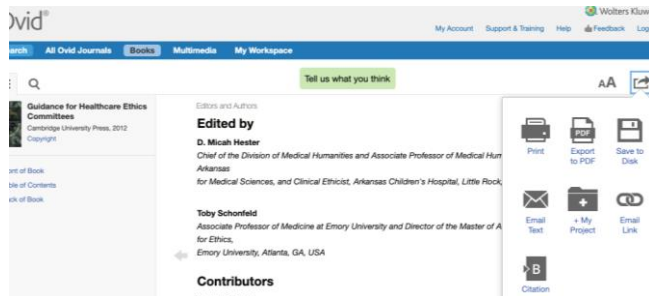 Ovid®
Wolters Kluw
My Account Support & Training Help Feedback Log
earch All Ovid Journals Books Multimedia My Workspace
Tell us what you think
AA
Guidance for Healthcare Ethics
Committees
Cambridge University Press, 2012
Copyright
ont of Book
ble of Contents
ck of Book
Editors and Authors
Edited by
D. Micah Hester
Chief of the Division of Medical Humanities and Associate Professor of Medical Hum
Arkansas
for Medical Sciences, and Clinical Ethicist, Arkansas Children's Hospital, Little Rock,
Toby Schonfeld
Associate Professor of Medicine at Emory University and Director of the Master of A
for Ethics,
Emory University, Atlanta, GA, USA
Contributors
Print
PDF
Export
to PDF
Save to
Disk
Email
Text
+ My
Project
Email
Link
B
Citation